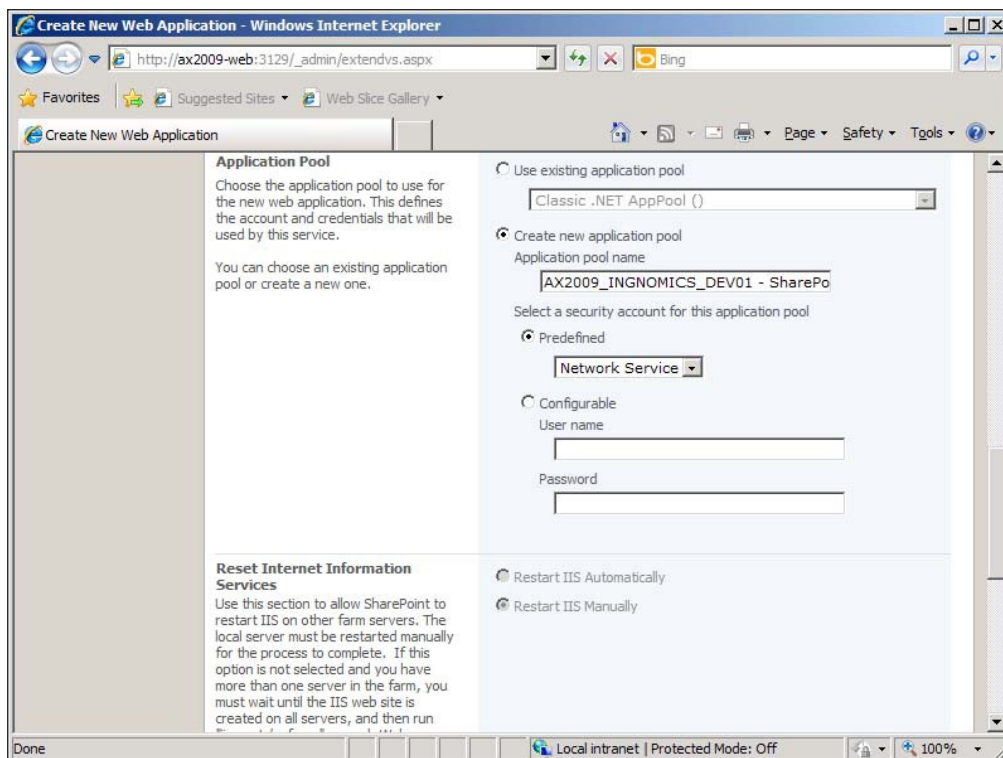 Create New Web Application - Windows Internet Explorer
http://ax2009-web:3129/_admin/extendvs.aspx
Bing
Favorites
Suggested Sites
Web Slice Gallery
Create New Web Application
Page
Safety
Tools
Application Pool
Choose the application pool to use for
the new web application. This defines
the account and credentials that will be
used by this service.
You can choose an existing application
pool or create a new one.
Use existing application pool
Classic .NET AppPool ()
Create new application pool
Application pool name
AX2009_INGNOMICS_DEV01 - SharePo
Select a security account for this application pool
Predefined
Network Service
Configurable
User name
Password
Reset Internet Information
Services
Use this section to allow SharePoint to
restart IIS on other farm servers. The
local server must be restarted manually
for the process to complete. If this
option is not selected and you have
more than one server in the farm, you
must wait until the IIS web site is
created on all servers, and then run
Restart IIS Automatically
Restart IIS Manually
Done
Local intranet | Protected Mode: Off
100%